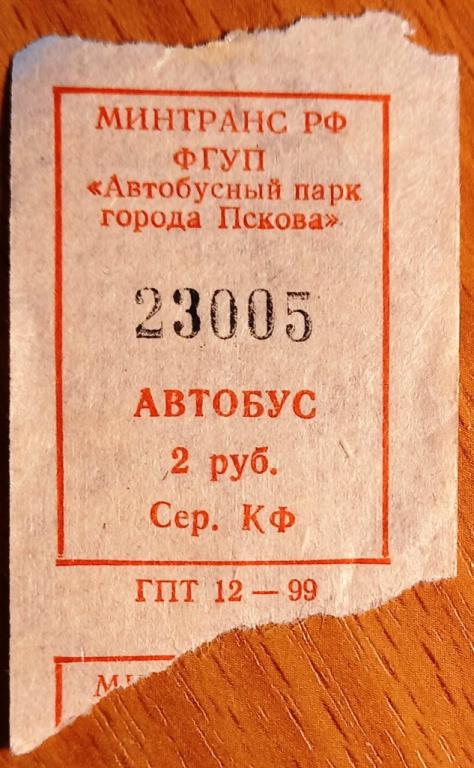 МИНТРАНС РФ
ФГУП
«Автобусный парк
города Пскова»
23005
АВТОБУС
2 руб.
Сер. КФ
ГПТ 12 — 99